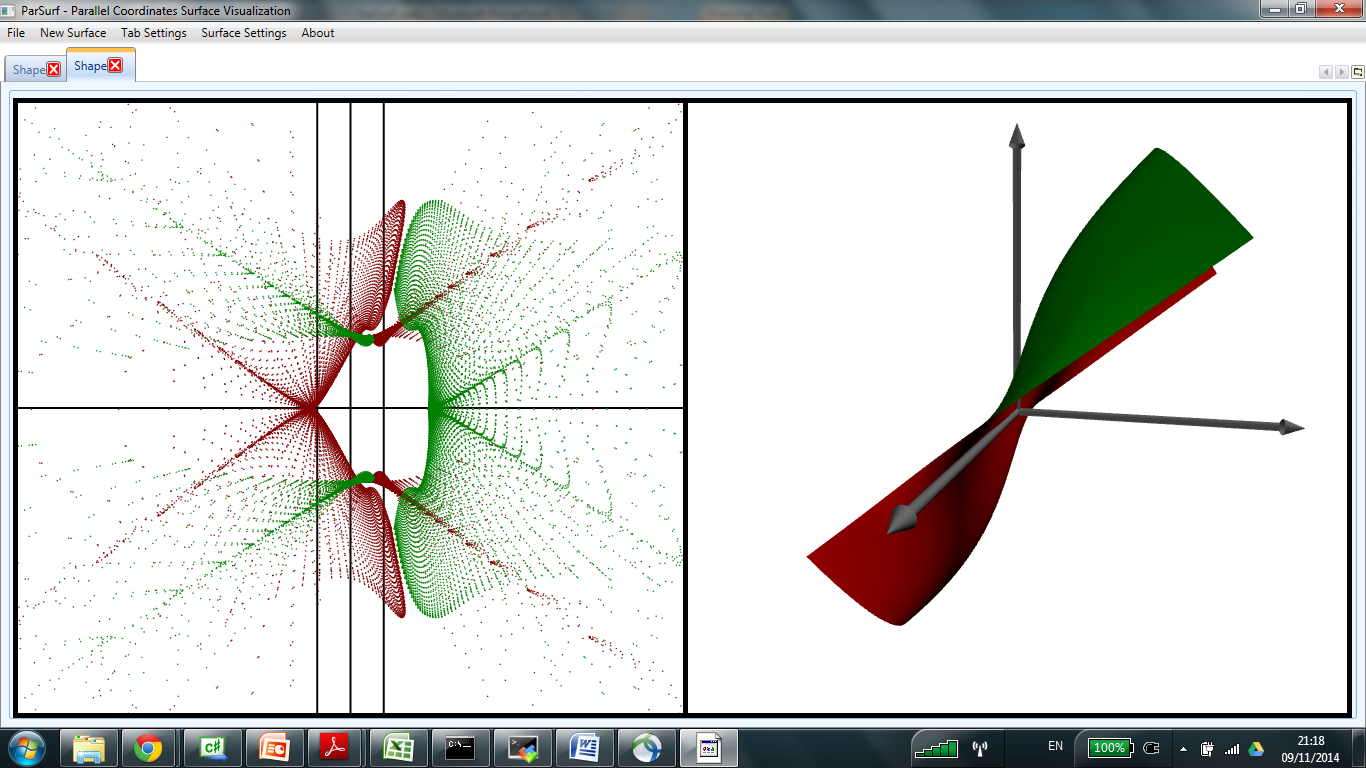 ParSurf - Parallel Coordinates Surface Visualization
File New Surface Tab Settings Surface Settings About
Shape Shape
C:\
EN 100% 21:18
09/11/2014